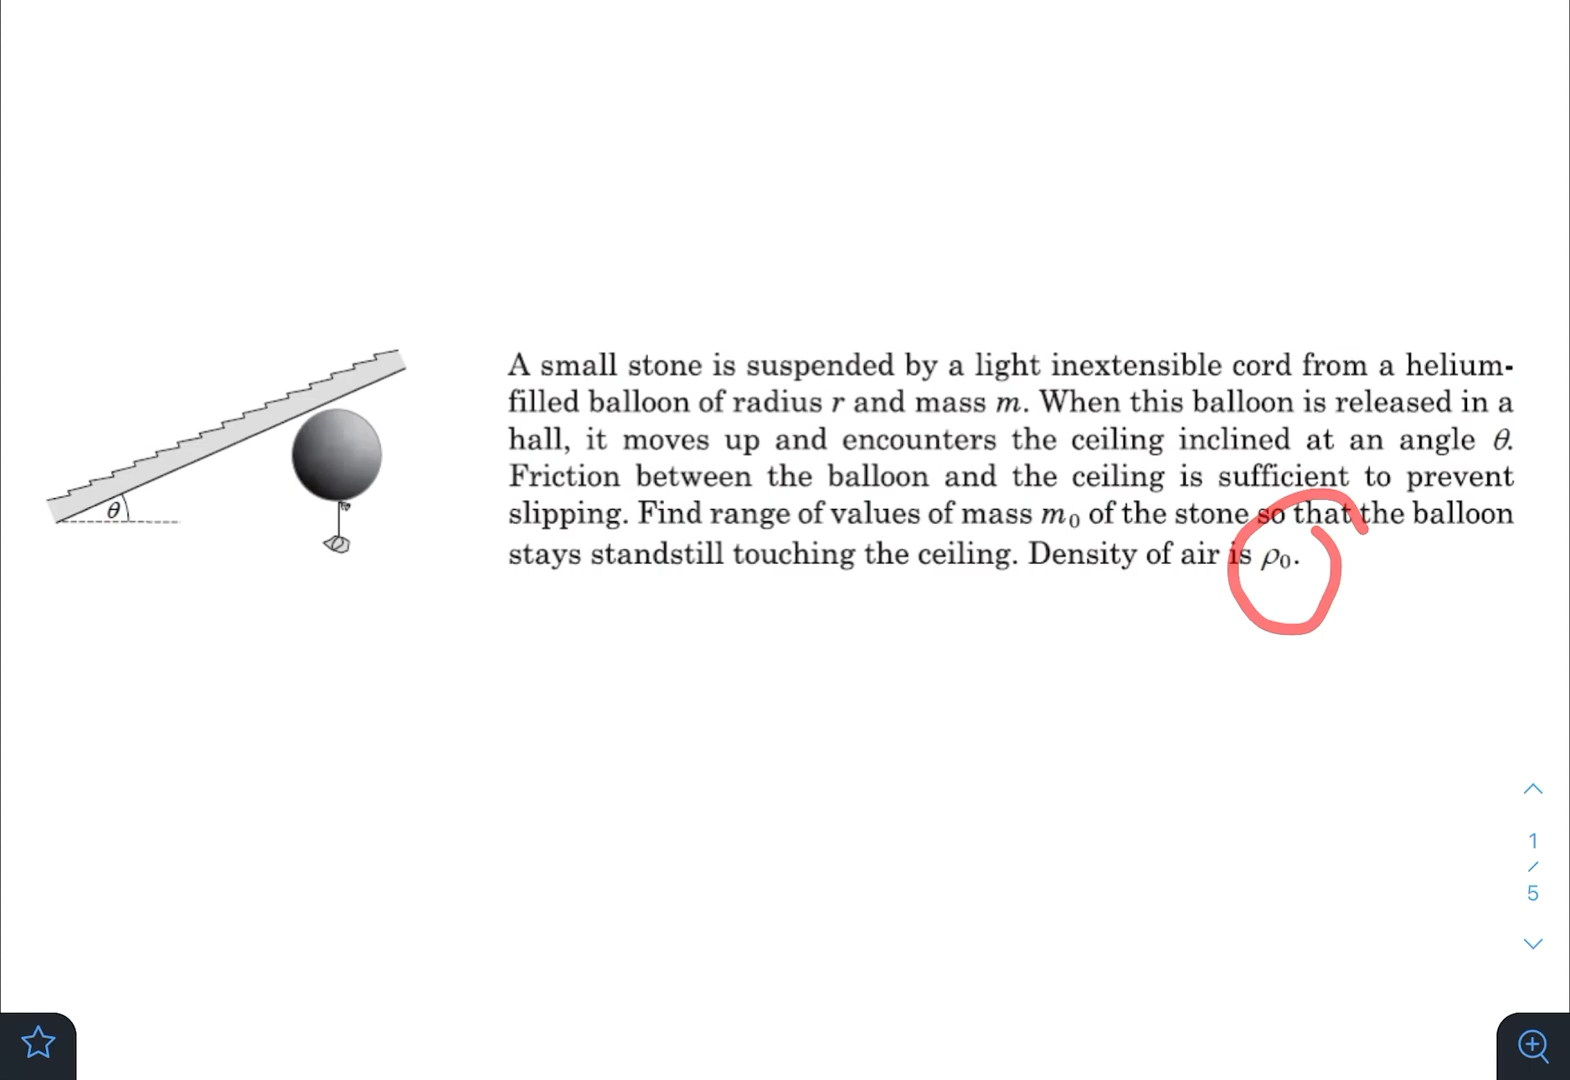 A small stone is suspended by a light inextensible cord from a helium-
filled balloon of radius r and mass m. When this balloon is released in a
hall, it moves up and encounters the ceiling inclined at an angle θ.
Friction between the balloon and the ceiling is sufficient to prevent
slipping. Find range of values of mass m₀ of the stone so that the balloon
stays standstill touching the ceiling. Density of air is ρ₀.
θ
1
/
5